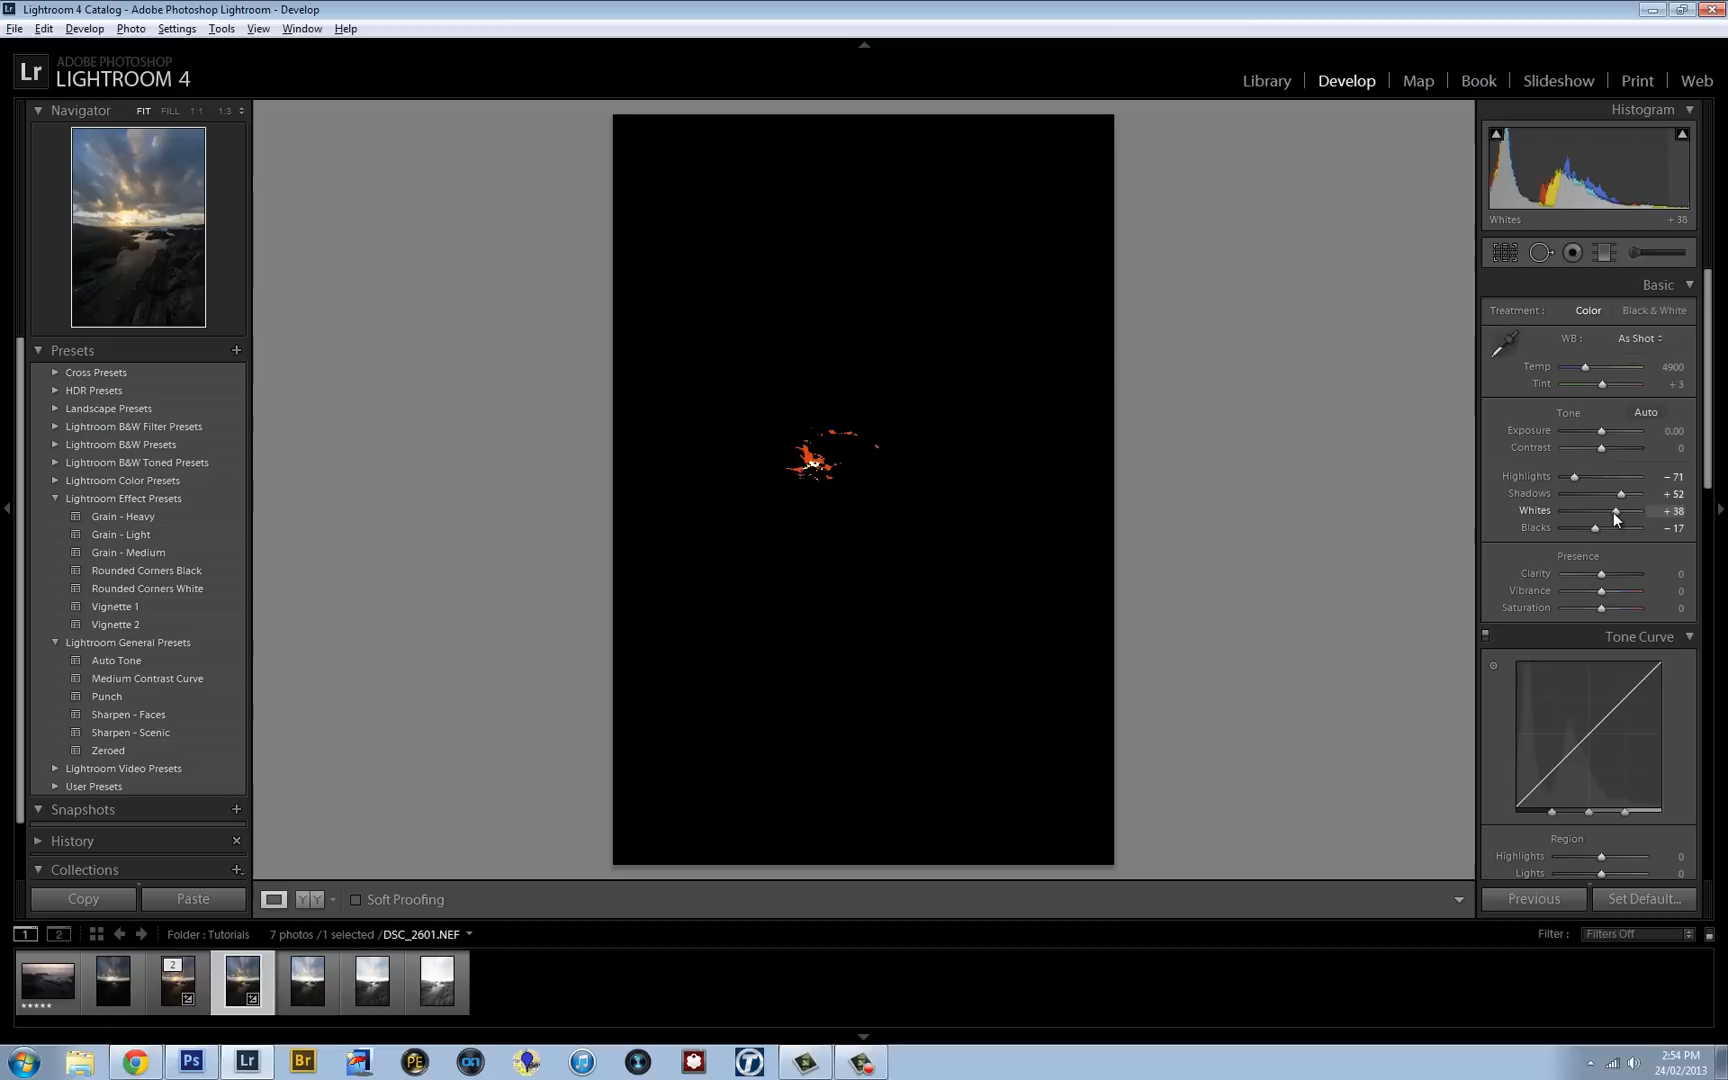 Lightroom 4 Catalog - Adobe Photoshop Lightroom - Develop
File Edit Develop Photo Settings Tools Window Help View
Lr ADOBE PHOTOSHOP
LIGHTROOM 4
Library Develop Map Book Slideshow Print Web
Navigator FIT FILL 1:1 1:3
Histogram
Whites + 38
Basic
Treatment : Color Black & White
WB : As Shot
Temp 4900
Tint + 3
Tone Auto
Exposure 0.00
Contrast 0
Highlights - 71
Shadows + 52
Whites + 38
Blacks - 17
Presence
Clarity 0
Vibrance 0
Saturation 0
Tone Curve
Region
Highlights 0
Lights 0
Previous Set Default...
Presets
Cross Presets
HDR Presets
Landscape Presets
Lightroom B&W Filter Presets
Lightroom B&W Presets
Lightroom B&W Toned Presets
Lightroom Color Presets
Lightroom Effect Presets
Grain - Heavy
Grain - Light
Grain - Medium
Rounded Corners Black
Rounded Corners White
Vignette 1
Vignette 2
Lightroom General Presets
Auto Tone
Medium Contrast Curve
Punch
Sharpen - Faces
Sharpen - Scenic
Zeroed
Lightroom Video Presets
User Presets
Snapshots
History
Collections
Copy Paste
Y Y Soft Proofing
1 2 Folder : Tutorials 7 photos /1 selected /DSC_2601.NEF Filter : Filters Off
2
Ps Lr Br PE on T
2:54 PM
24/02/2013